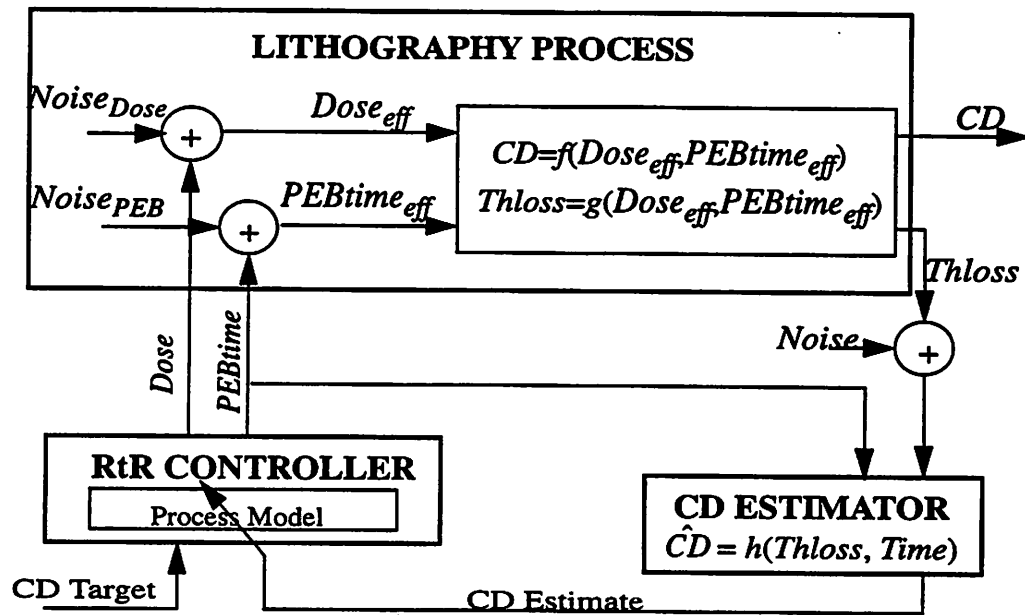 LITHOGRAPHY PROCESS
Noise_Dose
+
Dose_eff
CD
CD=f(Dose_eff,PEBtime_eff)
Thloss=g(Dose_eff,PEBtime_eff)
Noise_PEB
+
PEBtime_eff
Thloss
Noise
+
Dose
PEBtime
RtR CONTROLLER
Process Model
CD ESTIMATOR
ĈD = h(Thloss, Time)
CD Target
CD Estimate